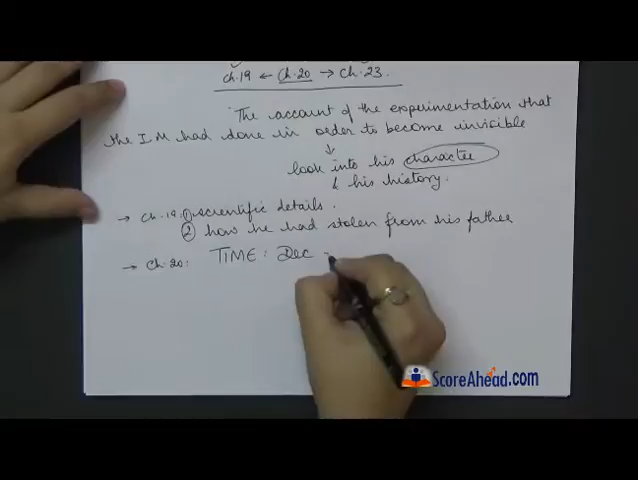 ch.19 ← Ch.20 → Ch.23.
The account of the experimentation that
the I.M had done in order to become invisible
↓
look into his character
& his history.
→ Ch.19: ① scientific details.
② how he had stolen from his father
→ Ch.20: TIME: Dec -
ScoreAhead.com